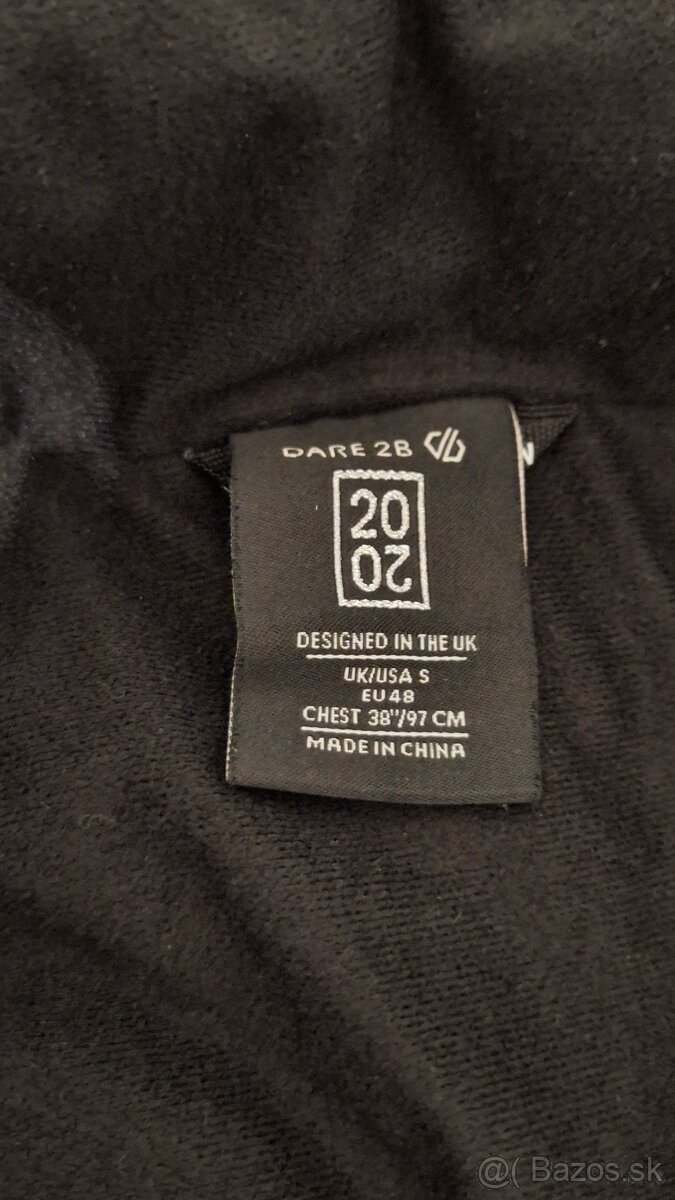 DARE 2B
20
02
DESIGNED IN THE UK
UK/USA S
EU 48
CHEST 38"/97 CM
MADE IN CHINA
@( Bazos.sk